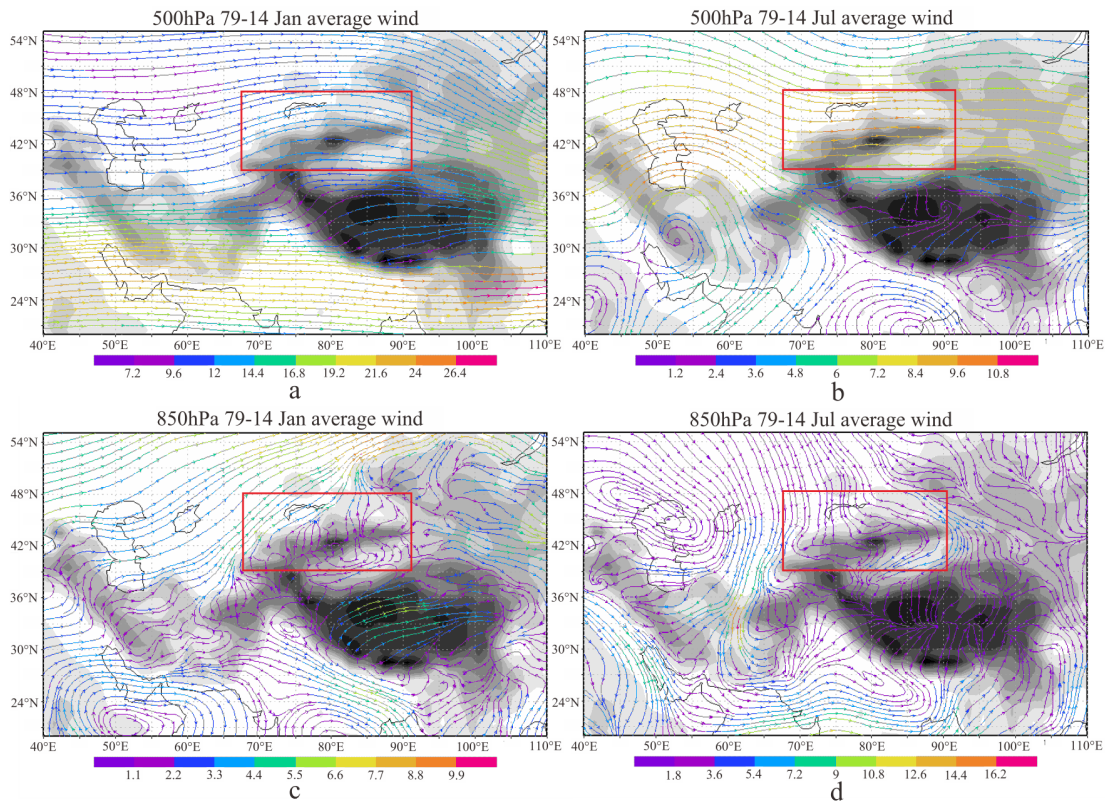 500hPa 79-14 Jan average wind
54°N
48°N
42°N
36°N
30°N
24°N
40°E 50°E 60°E 70°E 80°E 90°E 100°E 110°E
7.2 9.6 12 14.4 16.8 19.2 21.6 24 26.4
a
500hPa 79-14 Jul average wind
54°N
48°N
42°N
36°N
30°N
24°N
40°E 50°E 60°E 70°E 80°E 90°E 100°E 110°E
1.2 2.4 3.6 4.8 6 7.2 8.4 9.6 10.8
b
850hPa 79-14 Jan average wind
54°N
48°N
42°N
36°N
30°N
24°N
40°E 50°E 60°E 70°E 80°E 90°E 100°E 110°E
1.1 2.2 3.3 4.4 5.5 6.6 7.7 8.8 9.9
c
850hPa 79-14 Jul average wind
54°N
48°N
42°N
36°N
30°N
24°N
40°E 50°E 60°E 70°E 80°E 90°E 100°E 110°E
1.8 3.6 5.4 7.2 9 10.8 12.6 14.4 16.2
d